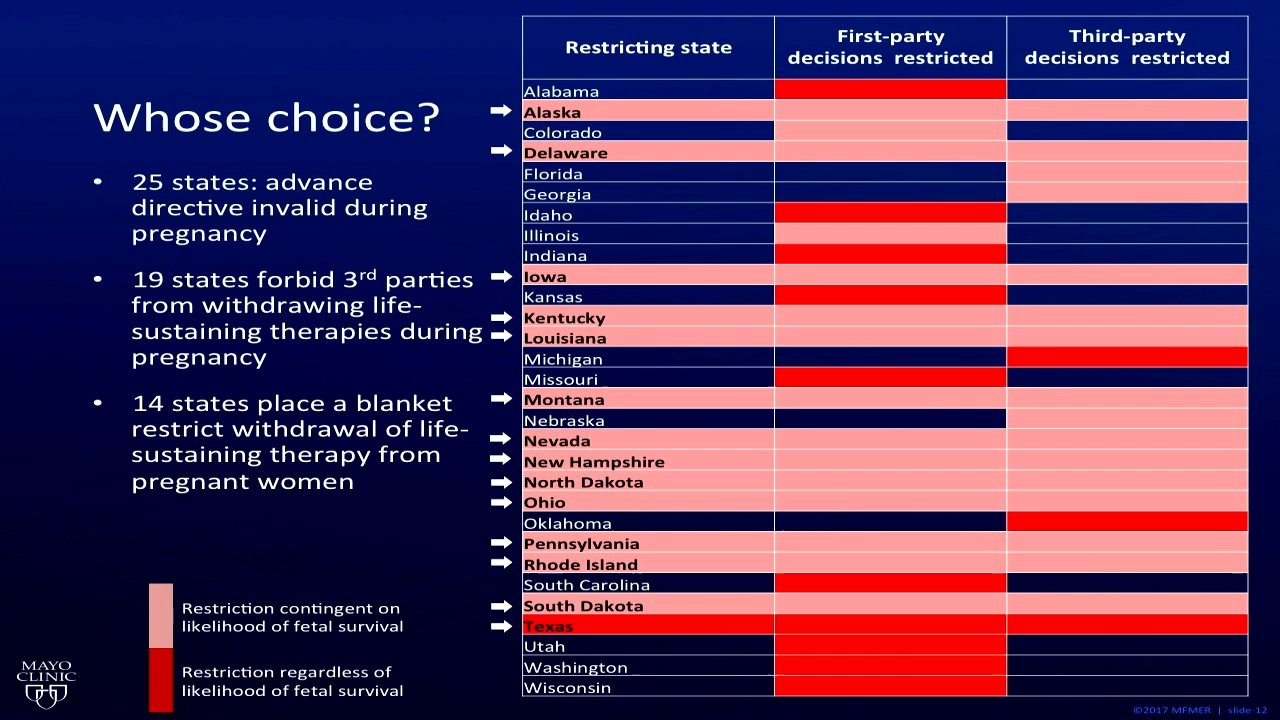 Whose choice?
• 25 states: advance
directive invalid during
pregnancy
• 19 states forbid 3rd parties
from withdrawing life-
sustaining therapies during
pregnancy
• 14 states place a blanket
restrict withdrawal of life-
sustaining therapy from
pregnant women
Restriction contingent on
likelihood of fetal survival
Restriction regardless of
likelihood of fetal survival
MAYO
CLINIC
Restricting state
First-party
decisions restricted
Third-party
decisions restricted
Alabama
Alaska
Colorado
Delaware
Florida
Georgia
Idaho
Illinois
Indiana
Iowa
Kansas
Kentucky
Louisiana
Michigan
Missouri
Montana
Nebraska
Nevada
New Hampshire
North Dakota
Ohio
Oklahoma
Pennsylvania
Rhode Island
South Carolina
South Dakota
Texas
Utah
Washington
Wisconsin
©2017 MFMER | slide-12